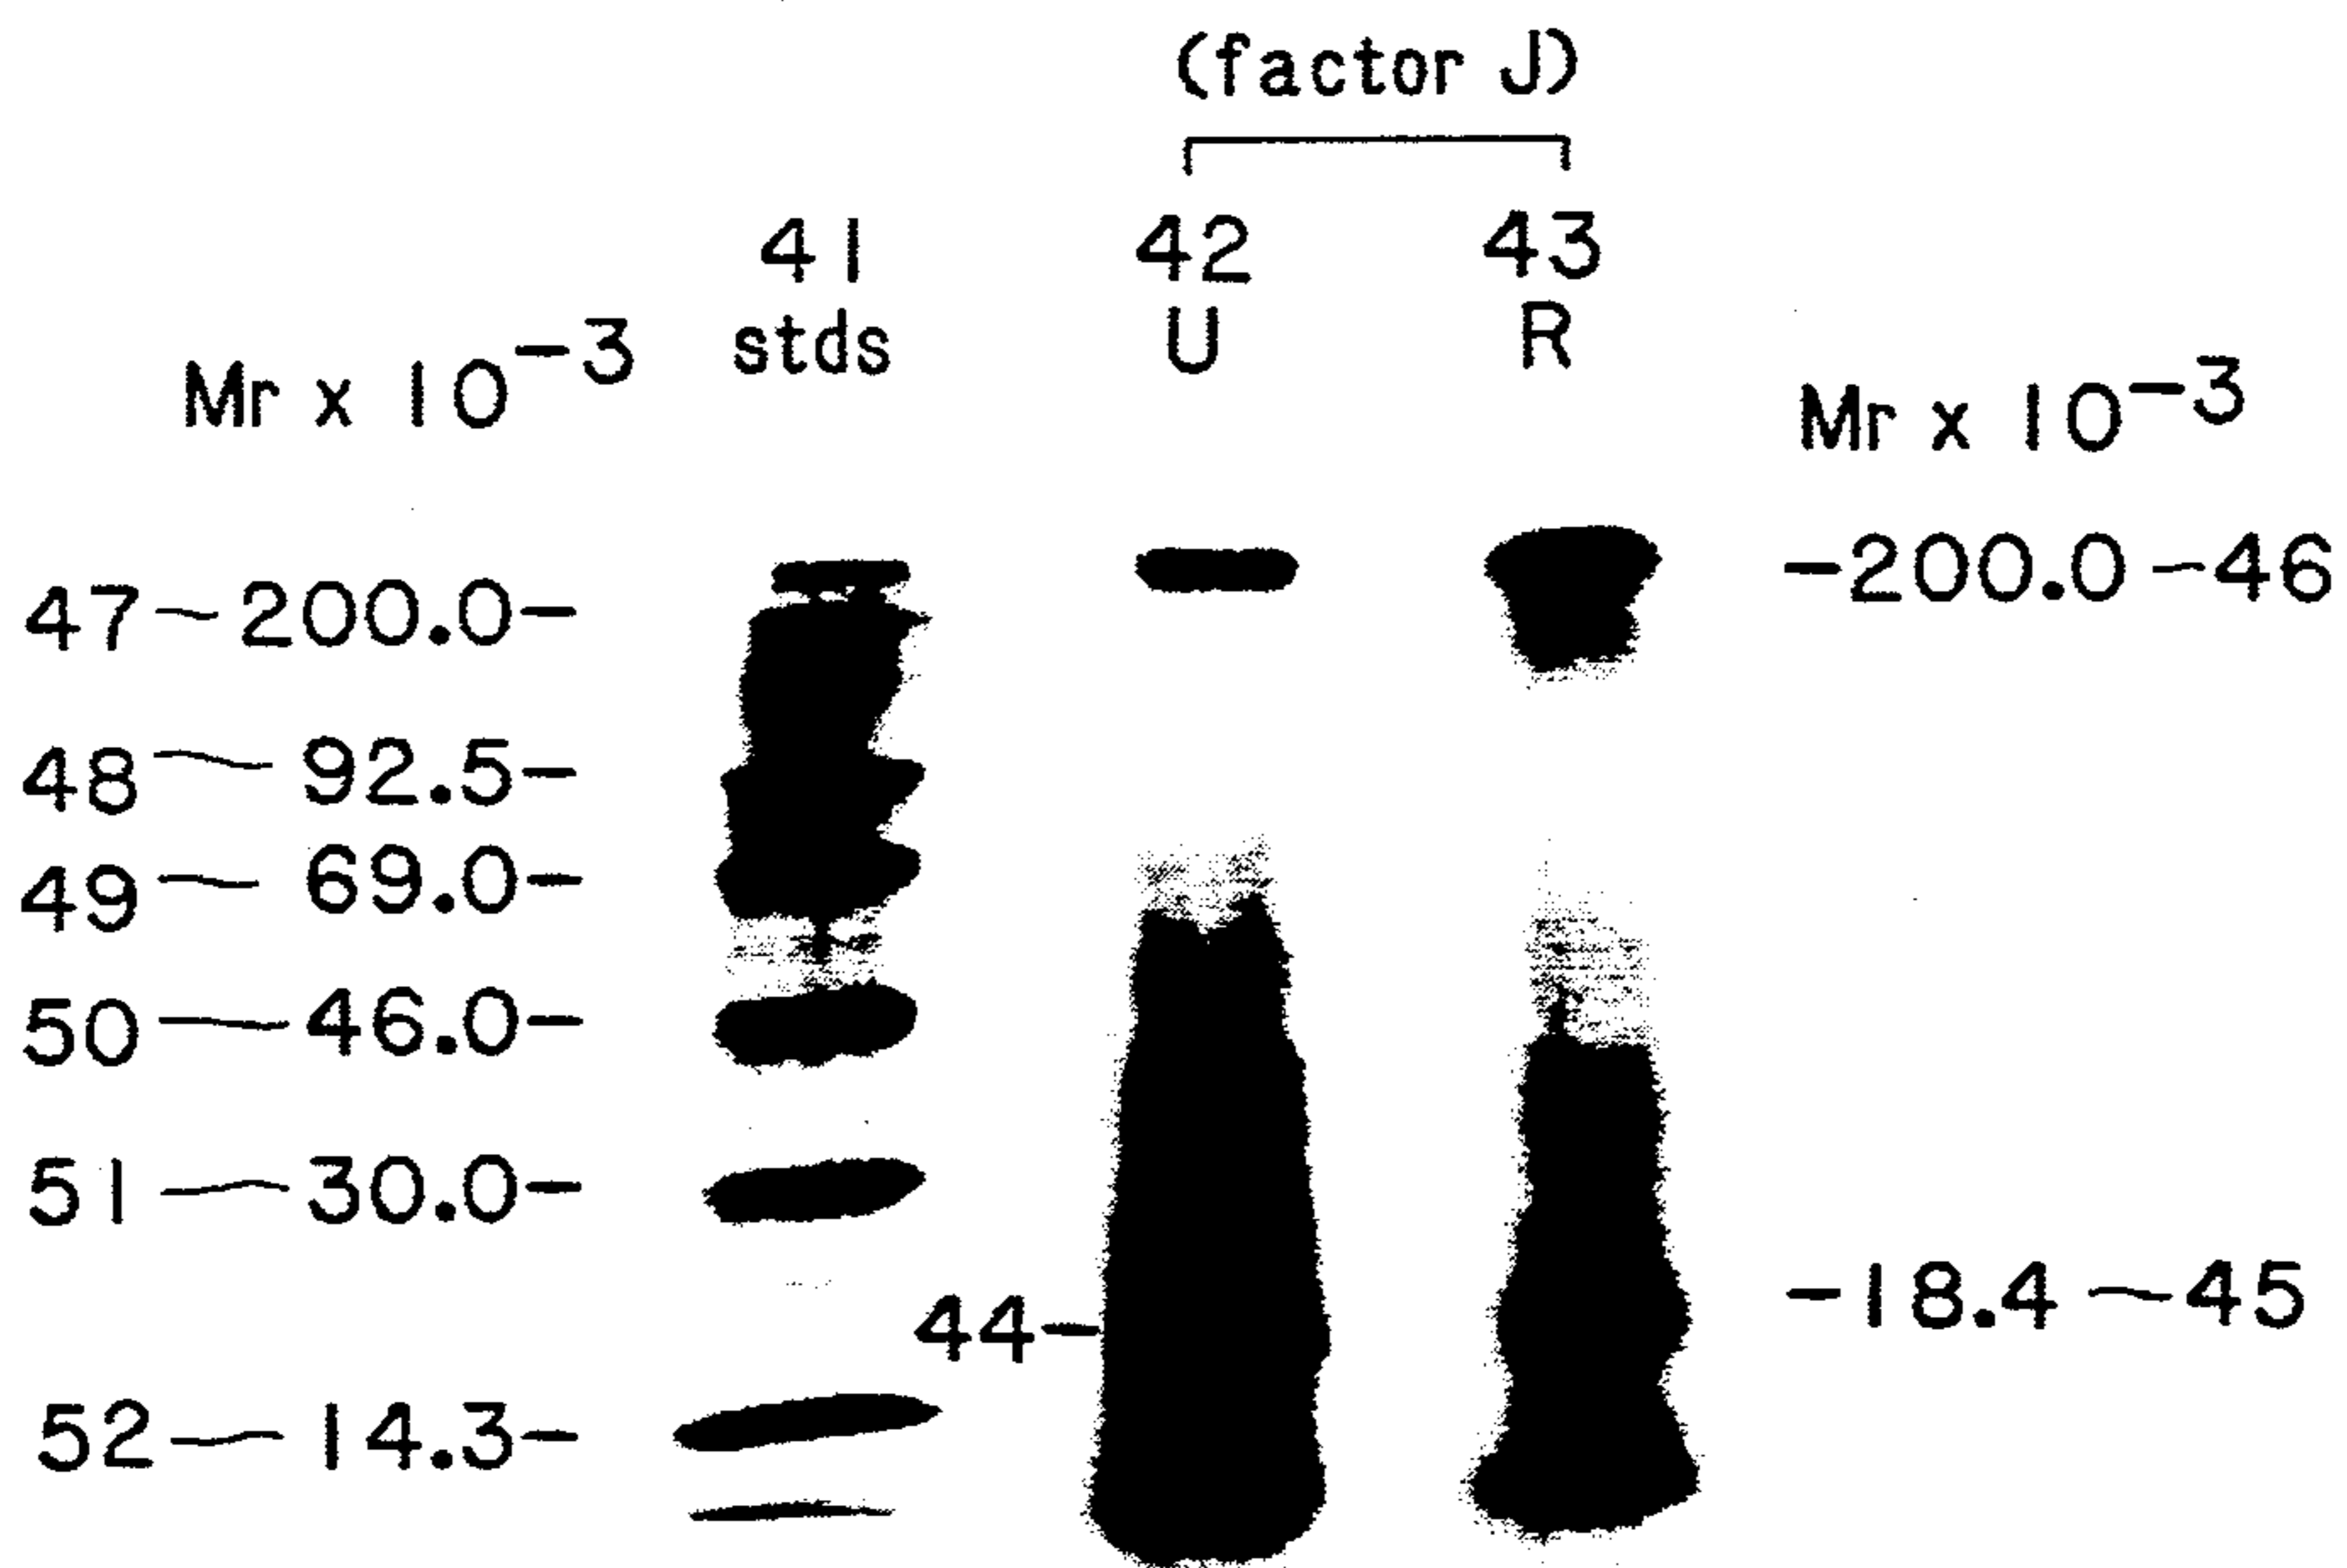 (factor J)
41 42 43
stds U R
Mr x 10⁻³ Mr x 10⁻³
47~200.0- -200.0~46
48~92.5-
49~69.0-
50~46.0-
51~30.0-
44- -18.4~45
52~14.3-